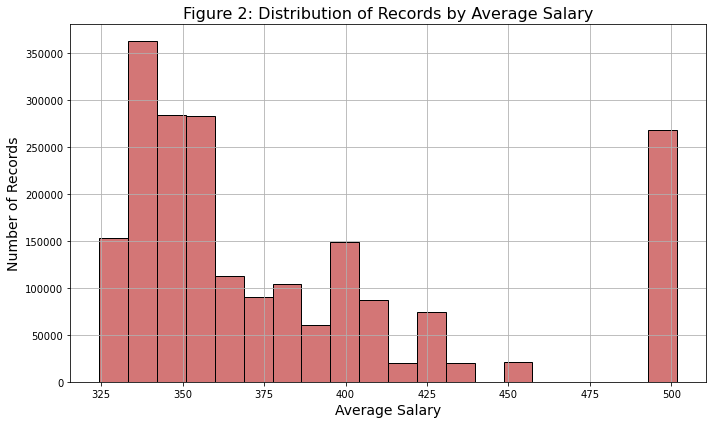 Figure 2: Distribution of Records by Average Salary
Number of Records
350000
300000
250000
200000
150000
100000
50000
0
325 350 375 400 425 450 475 500
Average Salary